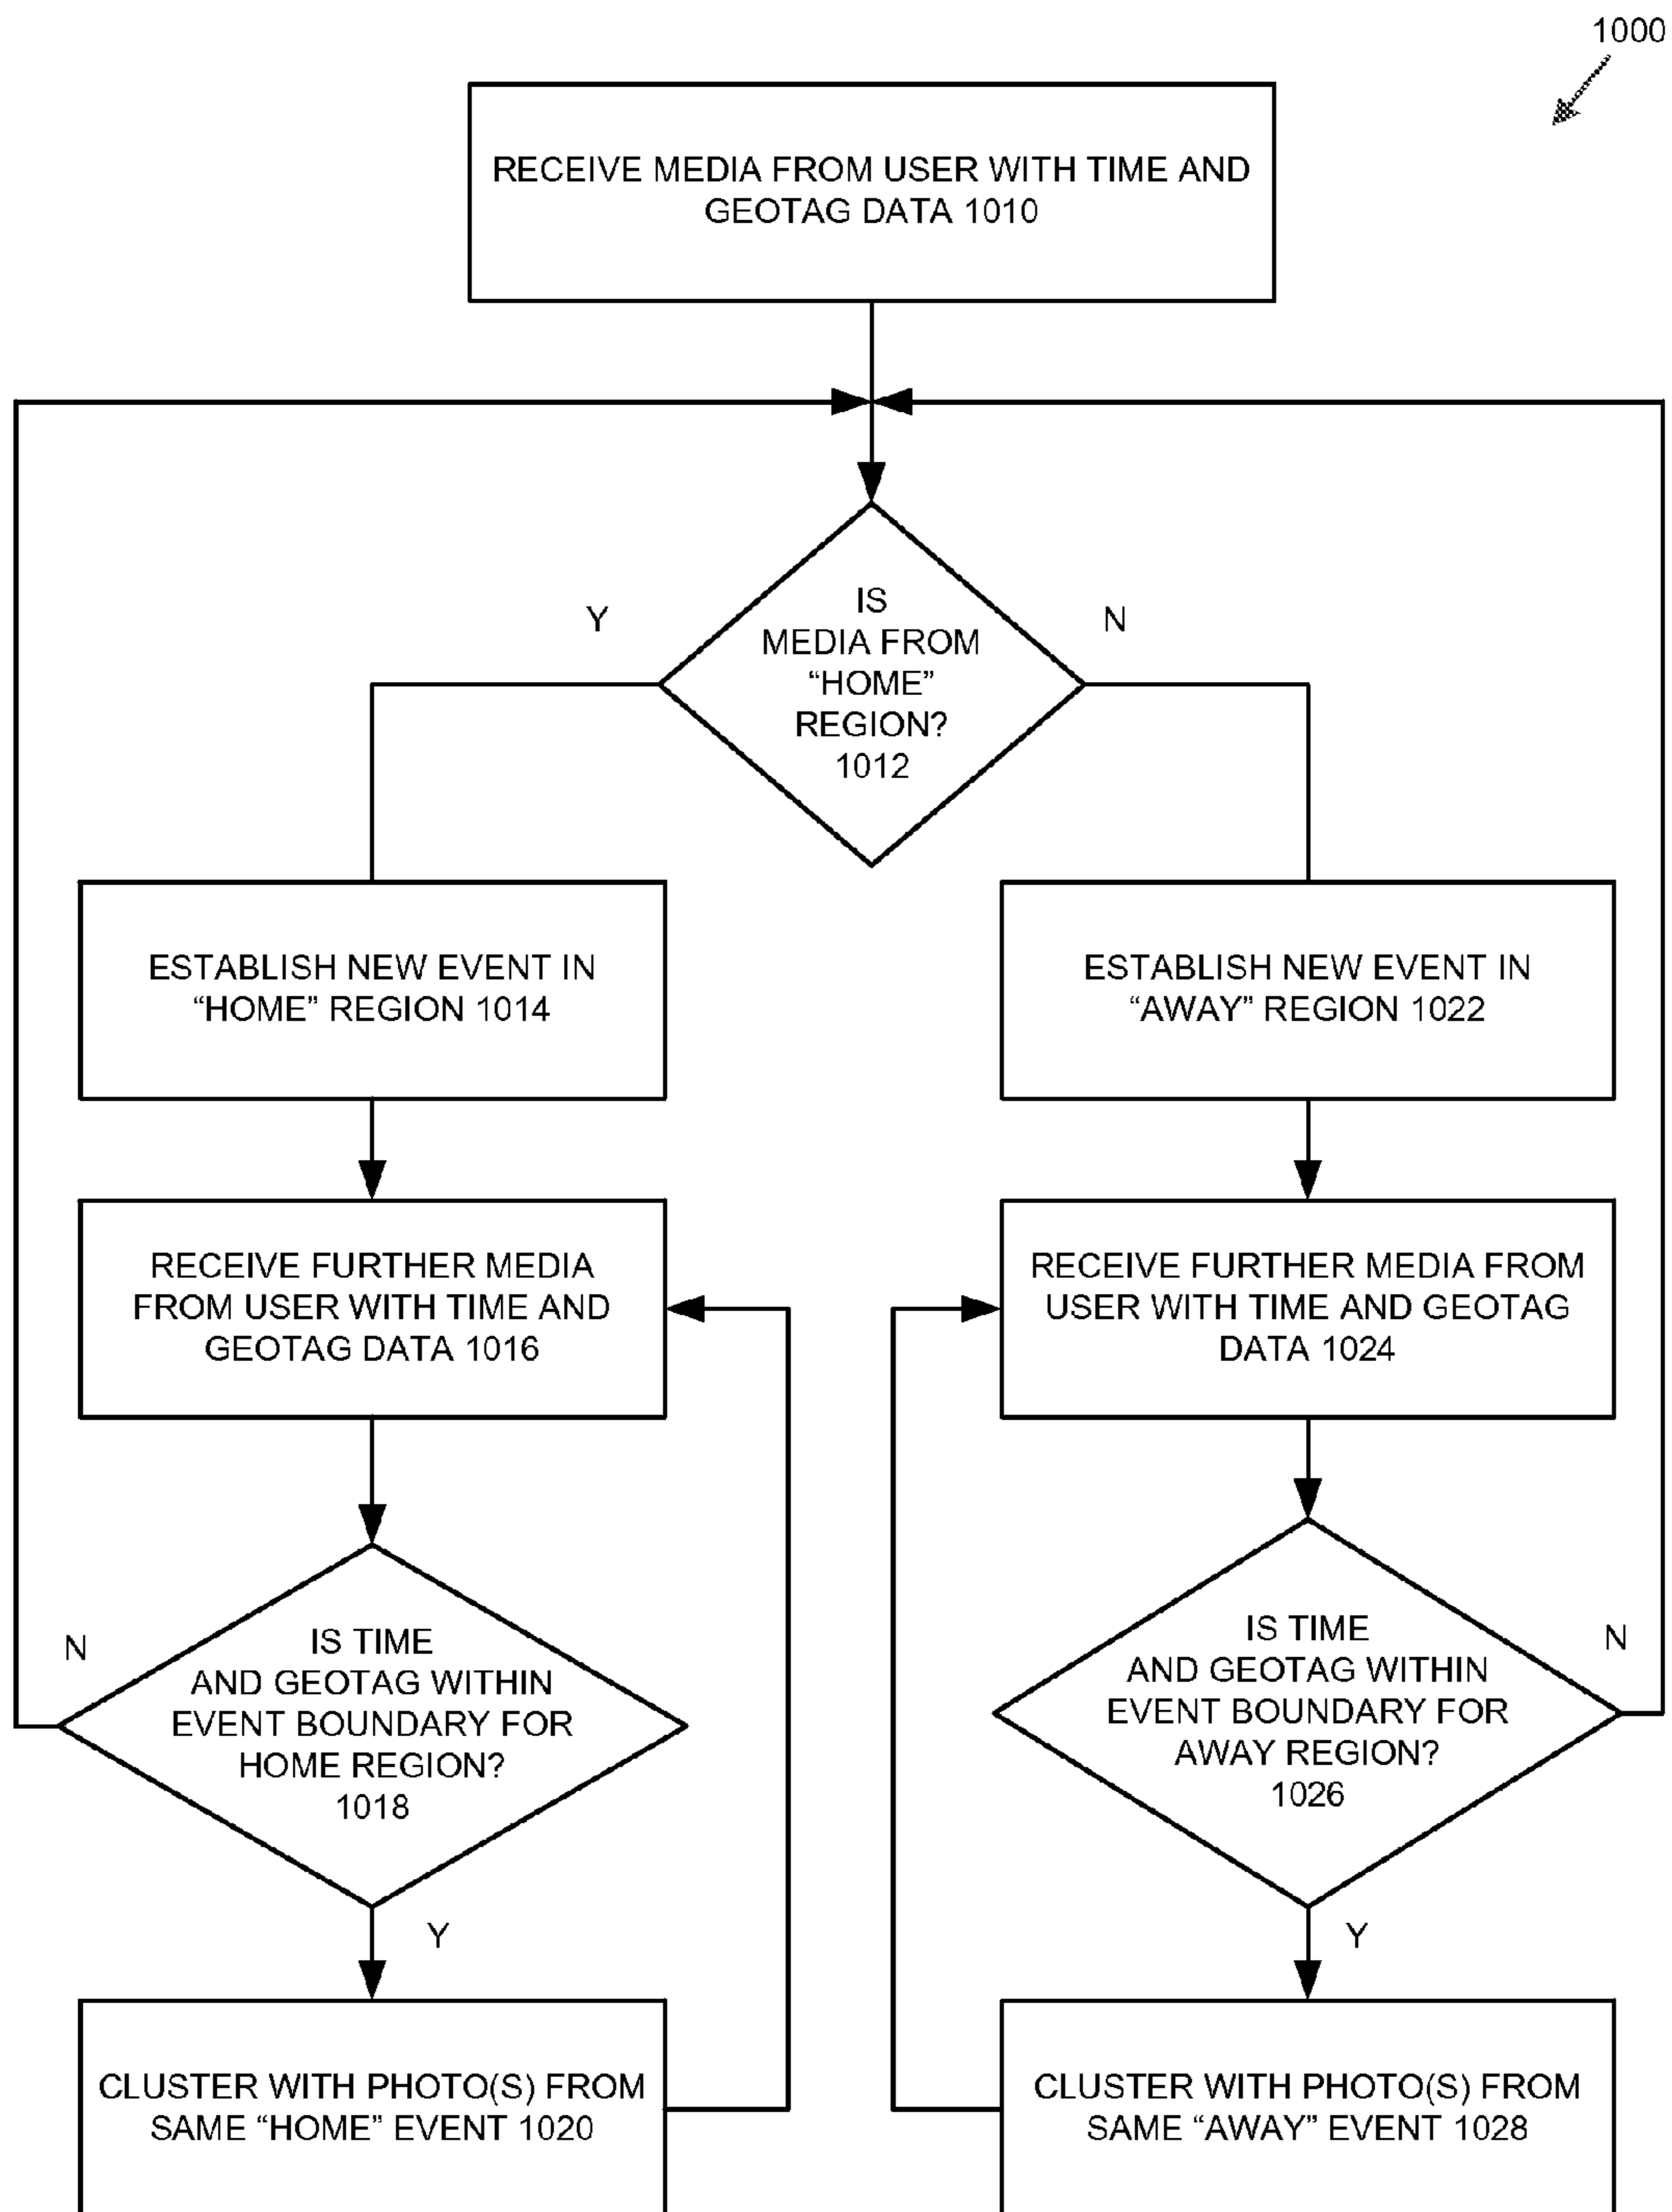 1000
RECEIVE MEDIA FROM USER WITH TIME AND
GEOTAG DATA 1010
IS
MEDIA FROM
“HOME”
REGION?
1012
Y
N
ESTABLISH NEW EVENT IN
“HOME” REGION 1014
ESTABLISH NEW EVENT IN
“AWAY” REGION 1022
RECEIVE FURTHER MEDIA
FROM USER WITH TIME AND
GEOTAG DATA 1016
RECEIVE FURTHER MEDIA FROM
USER WITH TIME AND GEOTAG
DATA 1024
N
IS TIME
AND GEOTAG WITHIN
EVENT BOUNDARY FOR
HOME REGION?
1018
Y
IS TIME
AND GEOTAG WITHIN
EVENT BOUNDARY FOR
AWAY REGION?
1026
N
Y
CLUSTER WITH PHOTO(S) FROM
SAME “HOME” EVENT 1020
CLUSTER WITH PHOTO(S) FROM
SAME “AWAY” EVENT 1028